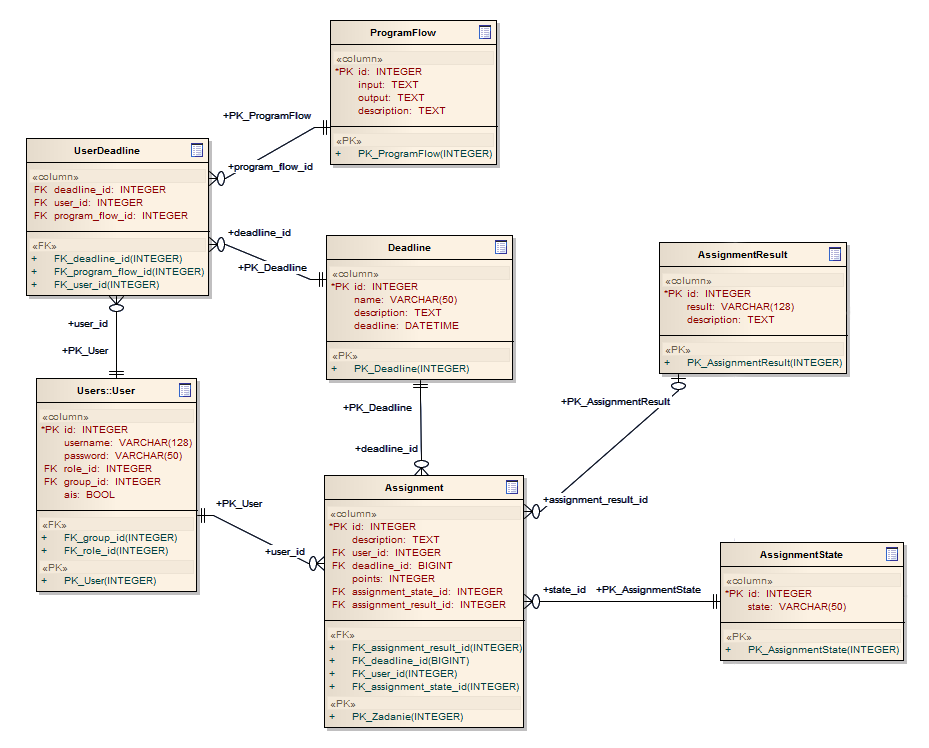 ProgramFlow
«column»
*PK id: INTEGER
input: TEXT
output: TEXT
description: TEXT
«PK»
+ PK_ProgramFlow(INTEGER)
+PK_ProgramFlow
+program_flow_id
UserDeadline
«column»
FK deadline_id: INTEGER
FK user_id: INTEGER
FK program_flow_id: INTEGER
«FK»
+ FK_deadline_id(INTEGER)
+ FK_program_flow_id(INTEGER)
+ FK_user_id(INTEGER)
+deadline_id
+PK_Deadline
Deadline
«column»
*PK id: INTEGER
name: VARCHAR(50)
description: TEXT
deadline: DATETIME
«PK»
+ PK_Deadline(INTEGER)
AssignmentResult
«column»
*PK id: INTEGER
result: VARCHAR(128)
description: TEXT
«PK»
+ PK_AssignmentResult(INTEGER)
+user_id
+PK_User
Users::User
«column»
*PK id: INTEGER
username: VARCHAR(128)
password: VARCHAR(50)
FK role_id: INTEGER
FK group_id: INTEGER
ais: BOOL
«FK»
+ FK_group_id(INTEGER)
+ FK_role_id(INTEGER)
«PK»
+ PK_User(INTEGER)
+PK_Deadline
+deadline_id
+PK_AssignmentResult
+assignment_result_id
+PK_User
+user_id
Assignment
«column»
*PK id: INTEGER
description: TEXT
FK user_id: INTEGER
FK deadline_id: BIGINT
points: INTEGER
FK assignment_state_id: INTEGER
FK assignment_result_id: INTEGER
«FK»
+ FK_assignment_result_id(INTEGER)
+ FK_deadline_id(BIGINT)
+ FK_user_id(INTEGER)
+ FK_assignment_state_id(INTEGER)
«PK»
+ PK_Zadanie(INTEGER)
+state_id +PK_AssignmentState
AssignmentState
«column»
*PK id: INTEGER
state: VARCHAR(50)
«PK»
+ PK_AssignmentState(INTEGER)